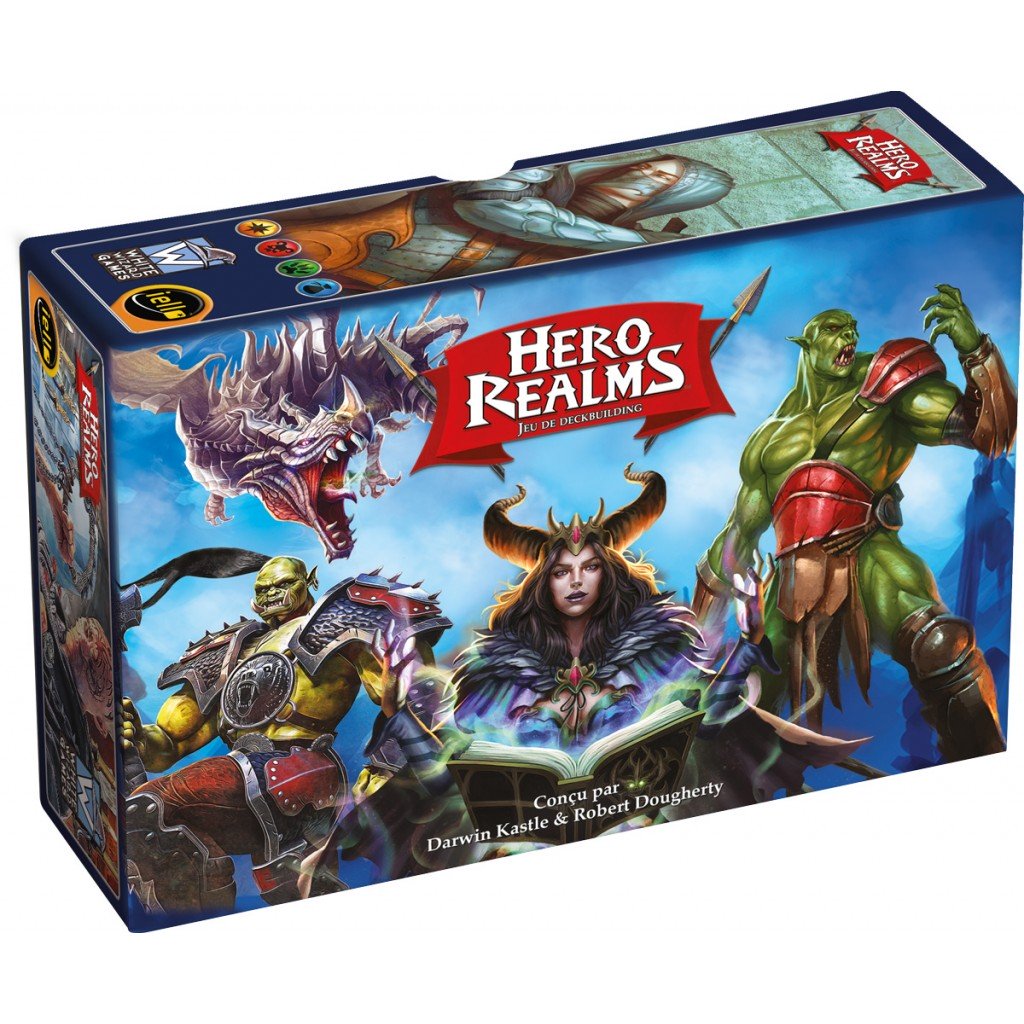 HERO
REALMS
WHITE
WIZARD
GAMES
W
iello
HERO
REALMS
JEU DE DECKBUILDING
iello
HERO
REALMS
Conçu par
Darwin Kastle & Robert Dougherty
W